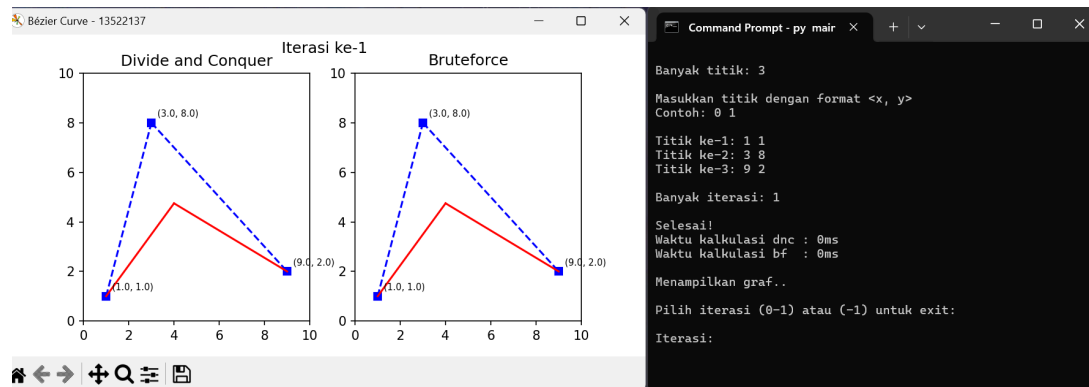 Bézier Curve - 13522137
Iterasi ke-1
Divide and Conquer
10
8
6
4
2
0
0 2 4 6 8 10
(3.0, 8.0)
(9.0, 2.0)
(1.0, 1.0)
Bruteforce
10
8
6
4
2
0
0 2 4 6 8 10
(3.0, 8.0)
(9.0, 2.0)
(1.0, 1.0)
Command Prompt - py mair
Banyak titik: 3
Masukkan titik dengan format <x, y>
Contoh: 0 1
Titik ke-1: 1 1
Titik ke-2: 3 8
Titik ke-3: 9 2
Banyak iterasi: 1
Selesai!
Waktu kalkulasi dnc : 0ms
Waktu kalkulasi bf  : 0ms
Menampilkan graf..
Pilih iterasi (0-1) atau (-1) untuk exit:
Iterasi: